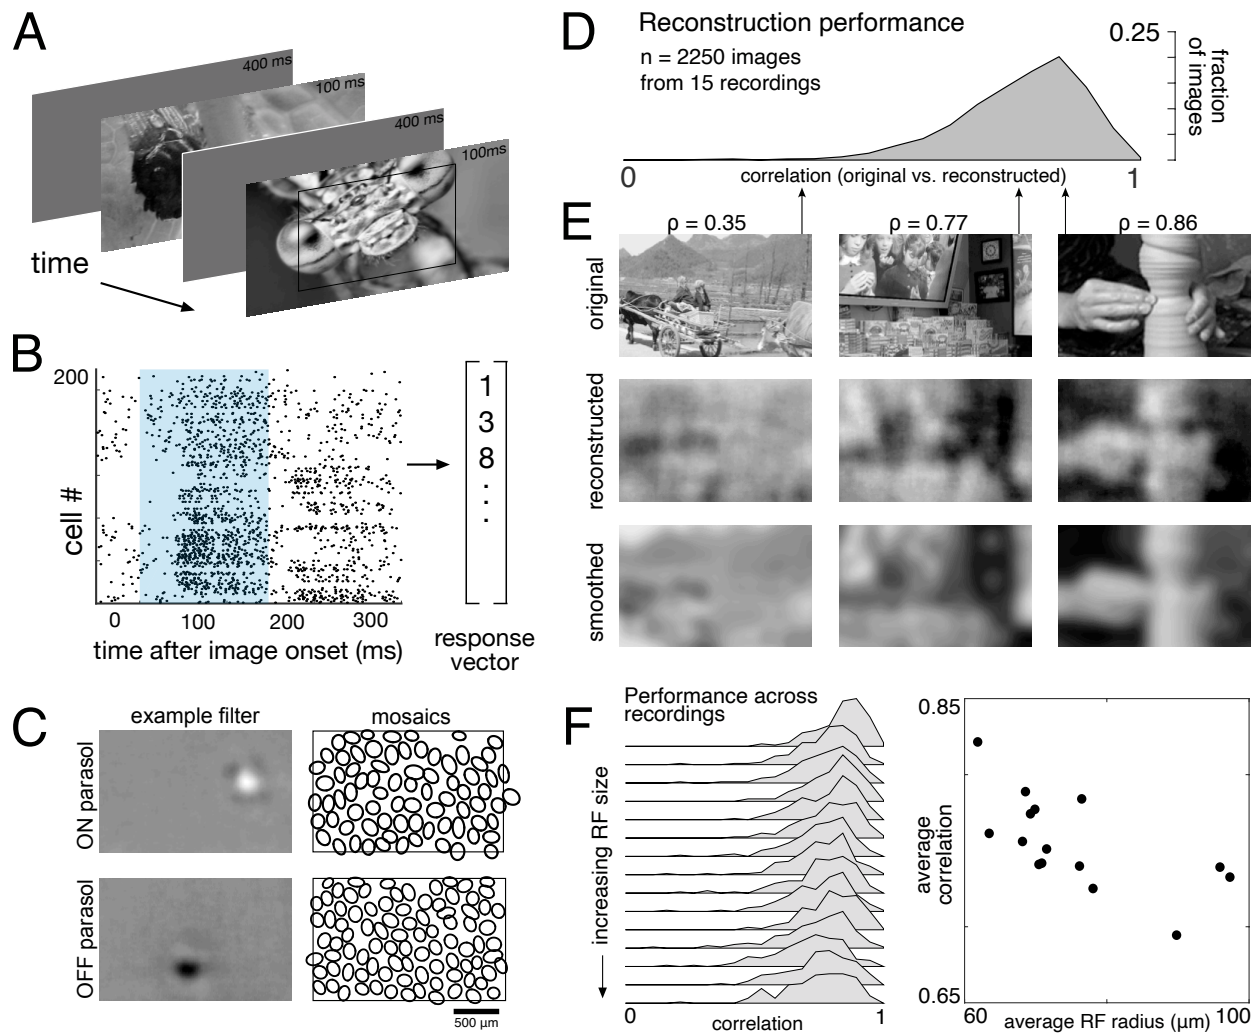 A
400 ms
100 ms
400 ms
100ms
time
B
200
cell #
0 100 200 300
time after image onset (ms)
1
3
8
:
.
response
vector
C
example filter
mosaics
ON parasol
OFF parasol
500 µm
D
Reconstruction performance
n = 2250 images
from 15 recordings
0.25
fraction
of images
0
correlation (original vs. reconstructed)
1
E
ρ = 0.35
ρ = 0.77
ρ = 0.86
original
reconstructed
smoothed
F
Performance across
recordings
increasing RF size
0
correlation
1
0.85
average
correlation
0.65
60
average RF radius (µm)
100